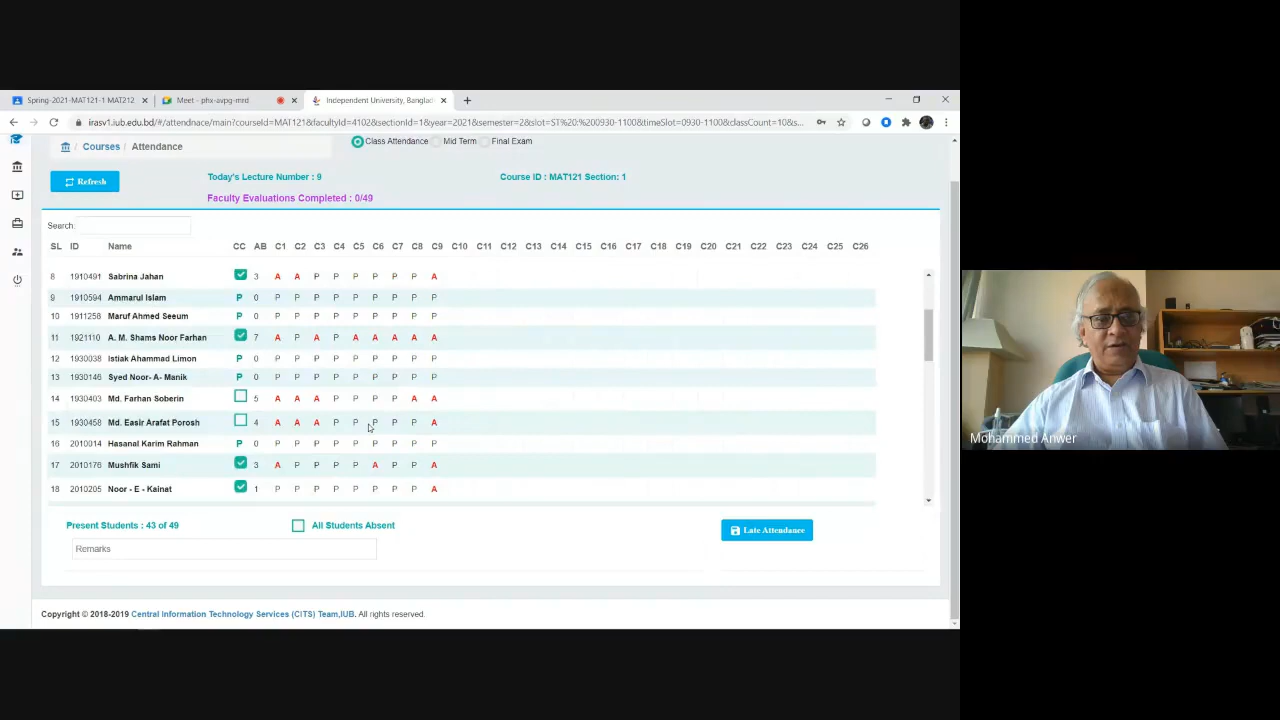 Spring-2021-MAT121-1 MAT212
Meet - phx-avpg-mrd
Independent University, Banglad
irasv1.iub.edu.bd/#/attendnace/main?courseId=MAT121&facultyId=4102&sectionId=1&year=2021&semester=2&slot=ST%20:%200930-1100&timeSlot=0930-1100&classCount=10&s...
Courses / Attendance
Class Attendance Mid Term Final Exam
Refresh
Today's Lecture Number : 9
Course ID : MAT121 Section: 1
Faculty Evaluations Completed : 0/49
Search:
SL ID Name CC AB C1 C2 C3 C4 C5 C6 C7 C8 C9 C10 C11 C12 C13 C14 C15 C16 C17 C18 C19 C20 C21 C22 C23 C24 C25 C26
8 1910491 Sabrina Jahan 3 A A P P P P P P A
9 1910594 Ammarul Islam P 0 P P P P P P P P P
10 1911258 Maruf Ahmed Seeum P 0 P P P P P P P P P
11 1921110 A. M. Shams Noor Farhan 7 A P A P A A A A A
12 1930038 Istiak Ahammad Limon P 0 P P P P P P P P P
13 1930146 Syed Noor- A- Manik P 0 P P P P P P P P P
14 1930403 Md. Farhan Soberin 5 A A A P P P P A A
15 1930458 Md. Easir Arafat Porosh 4 A A A P P P P P A
16 2010014 Hasanal Karim Rahman P 0 P P P P P P P P P
17 2010176 Mushfik Sami 3 A P P P P A P P A
18 2010205 Noor - E - Kainat 1 P P P P P P P P A
Present Students : 43 of 49
All Students Absent
Late Attendance
Remarks
Copyright © 2018-2019 Central Information Technology Services (CITS) Team,IUB. All rights reserved.
Mohammed Anwer